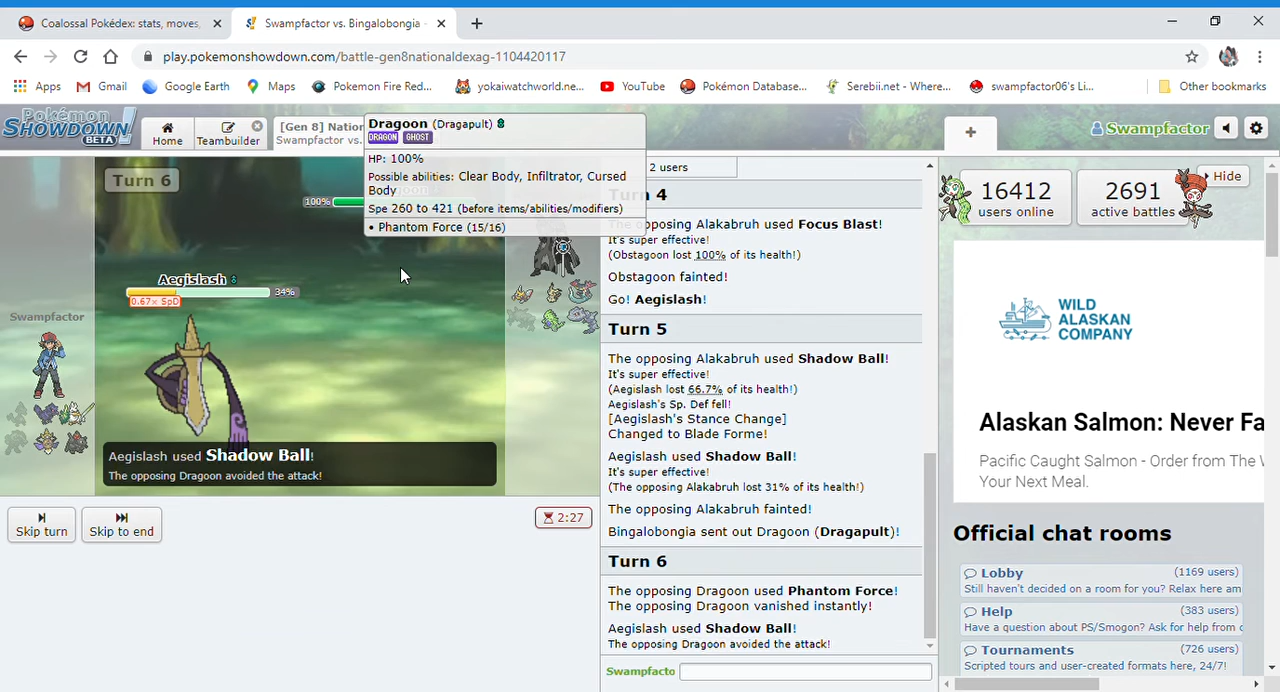 Coalossal Pokédex: stats, moves,
Swampfactor vs. Bingalobongia -
play.pokemonshowdown.com/battle-gen8nationaldexag-1104420117
Apps
Gmail
Google Earth
Maps
Pokémon Fire Red...
yokaiwatchworld.ne...
YouTube
Pokémon Database...
Serebii.net - Where...
swampfactor06's Li...
Other bookmarks
Pokémon
SHOWDOWN
BETA
Home
Teambuilder
[Gen 8] Nation
Swampfactor vs.
Swampfactor
Dragoon (Dragapult)
DRAGON GHOST
HP: 100%
Possible abilities: Clear Body, Infiltrator, Cursed
Body
Spe 260 to 421 (before items/abilities/modifiers)
• Phantom Force (15/16)
Turn 6
100%
Aegislash
34%
0.67× SpD
Swampfactor
Aegislash used Shadow Ball!
The opposing Dragoon avoided the attack!
Skip turn
Skip to end
2:27
2 users
Turn 4
The opposing Alakabruh used Focus Blast!
It's super effective!
(Obstagoon lost 100% of its health!)
Obstagoon fainted!
Go! Aegislash!
Turn 5
The opposing Alakabruh used Shadow Ball!
It's super effective!
(Aegislash lost 66.7% of its health!)
Aegislash's Sp. Def fell!
[Aegislash's Stance Change]
Changed to Blade Forme!
Aegislash used Shadow Ball!
It's super effective!
(The opposing Alakabruh lost 31% of its health!)
The opposing Alakabruh fainted!
Bingalobongia sent out Dragoon (Dragapult)!
Turn 6
The opposing Dragoon used Phantom Force!
The opposing Dragoon vanished instantly!
Aegislash used Shadow Ball!
The opposing Dragoon avoided the attack!
Swampfacto
16412
users online
2691
active battles
Hide
WILD
ALASKAN
COMPANY
Alaskan Salmon: Never Fa
Pacific Caught Salmon - Order from The W
Your Next Meal.
Official chat rooms
Lobby
(1169 users)
Still haven't decided on a room for you? Relax here am
Help
(383 users)
Have a question about PS/Smogon? Ask for help from c
Tournaments
(726 users)
Scripted tours and user-created formats here, 24/7!